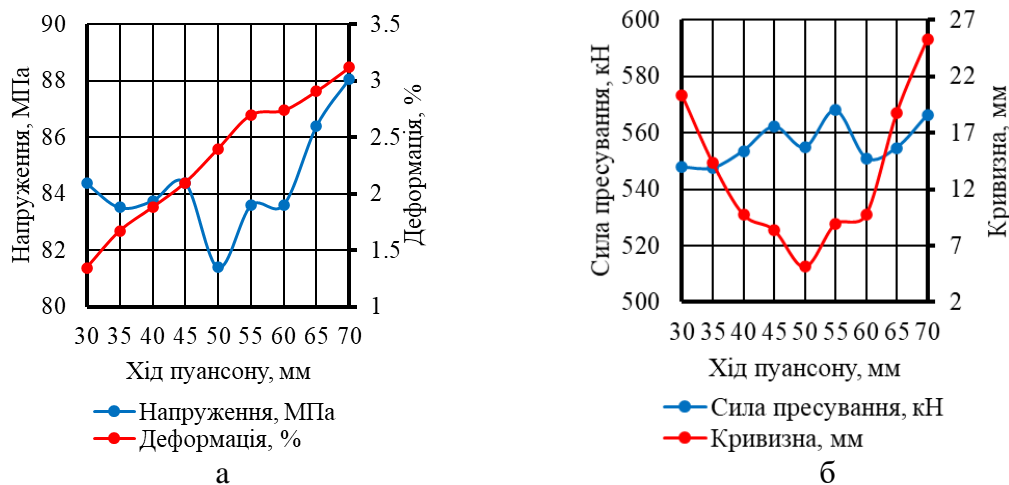 90
88
86
84
82
80
Напруження, МПа
3.5
3
2.5
2
1.5
1
Деформація, %
30 35 40 45 50 55 60 65 70
Хід пуансону, мм
Напруження, МПа
Деформація, %
а
600
580
560
540
520
500
Сила пресування, кН
27
22
17
12
7
2
Кривизна, мм
30 35 40 45 50 55 60 65 70
Хід пуансону, мм
Сила пресування, кН
Кривизна, мм
б